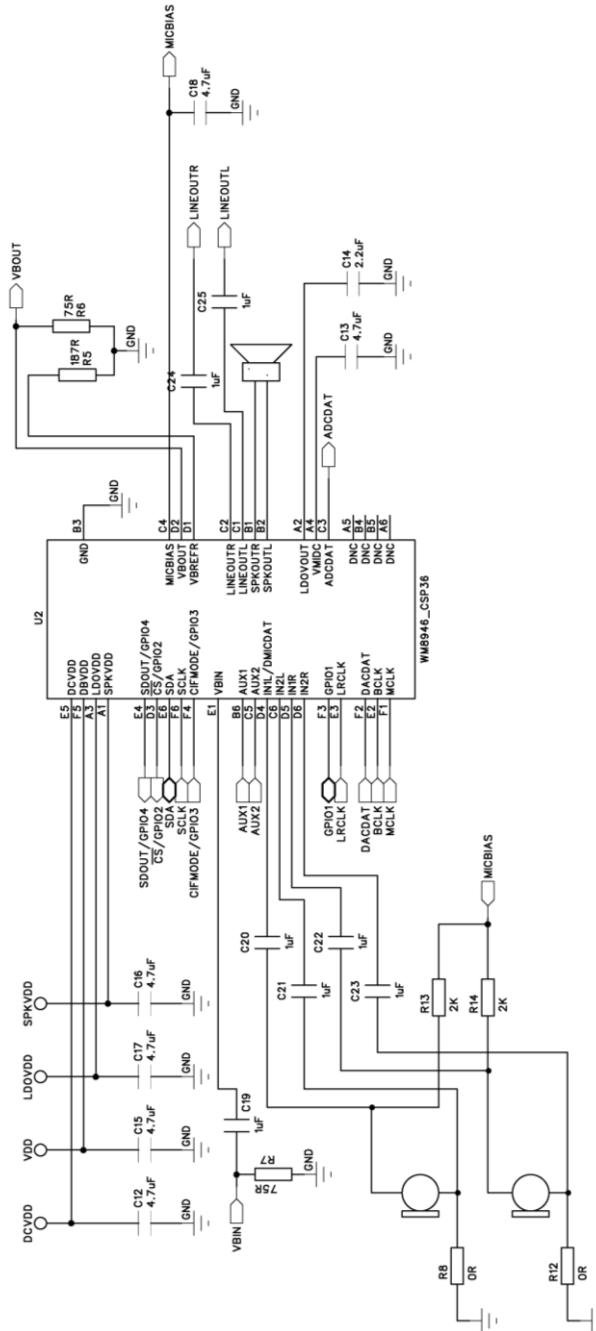 DCVDD
VDD
LDOVDD
SPKVDD
C12
4.7uF
GND
C15
4.7uF
GND
C17
4.7uF
GND
C16
4.7uF
GND
VBIN
C19
1uF
R7
75R
GND
U2
WM8946_CSP36
E5 DCVDD
F5 DBVDD
A3 LDOVDD
A1 SPKVDD
SDOUT/GPIO4 E4 SDOUT/GPIO4
CS/GPIO2 D3 CS/GPIO2
SDA E6 SDA
SCLK F6 SCLK
CIFMODE/GPIO3 F4 CIFMODE/GPIO3
E1 VBIN
AUX1 B6 AUX1
AUX2 C5 AUX2
D4 IN1L/DMICDAT
C6 IN2L
D5 IN1R
D6 IN2R
GPIO1 F3 GPIO1
LRCLK E3 LRCLK
DACDAT F2 DACDAT
BCLK E2 BCLK
MCLK F1 MCLK
GND B3
GND
MICBIAS C4
VBOUT D2
VBREFR D1
LINEOUTR C2
LINEOUTL C1
SPKOUTR B1
SPKOUTL B2
LDOVOUT A2
VMIDC A4
ADCDAT C3
ADCDAT
DNC A5
DNC B4
DNC B5
DNC A6
VBOUT
187R
R5
75R
R6
GND
MICBIAS
C18
4.7uF
GND
LINEOUTR
LINEOUTL
C24
1uF
C25
1uF
C13
4.7uF
GND
C14
2.2uF
GND
C20
1uF
C21
1uF
C22
1uF
C23
1uF
R13
2K
R14
2K
MICBIAS
R8
0R
R12
0R